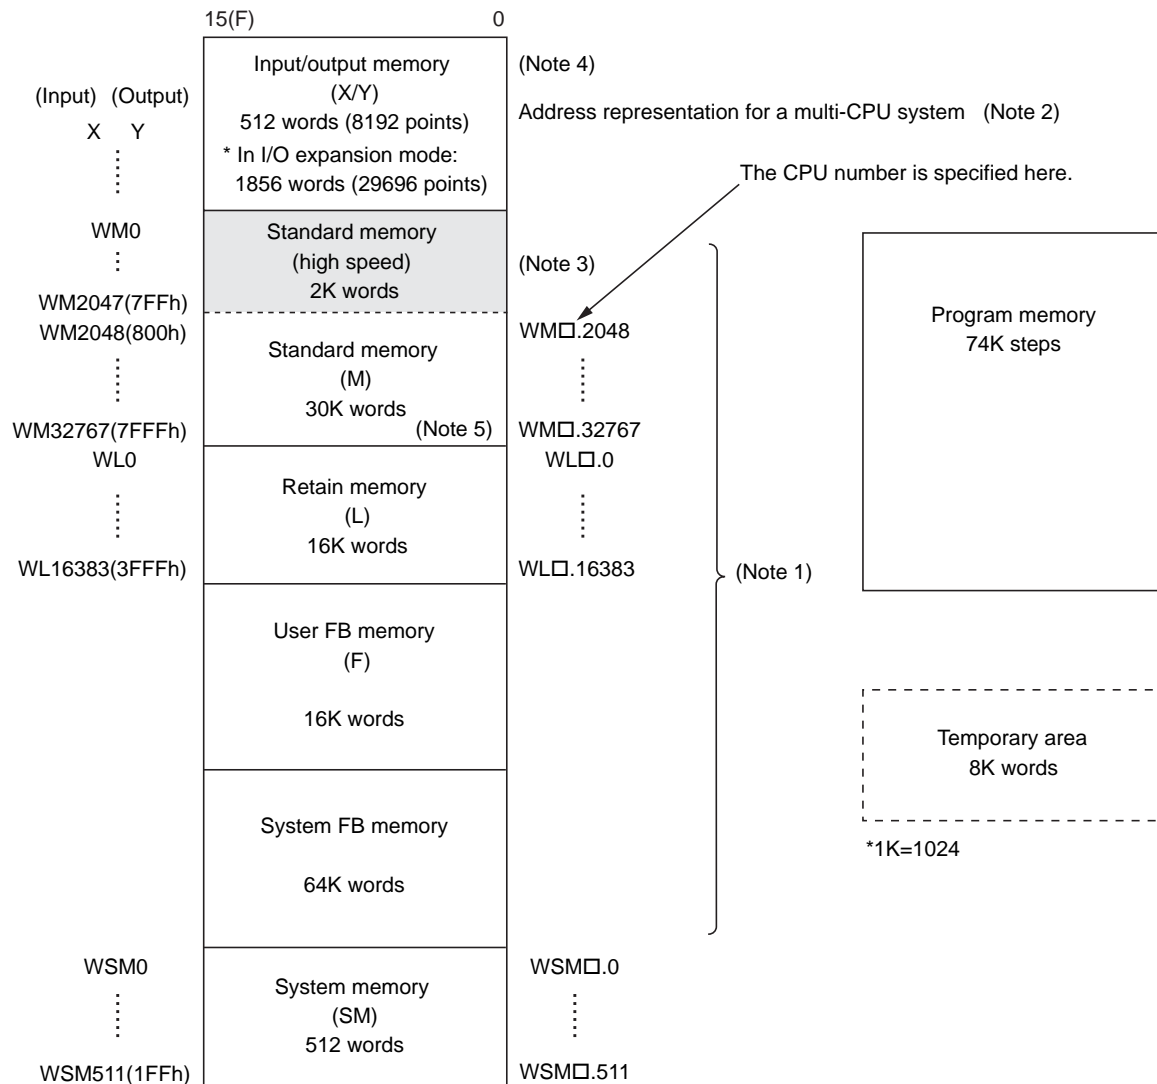 15(F) 0
Input/output memory
(X/Y)
512 words (8192 points)
* In I/O expansion mode:
1856 words (29696 points)
(Note 4)
(Input) (Output)
X Y
Address representation for a multi-CPU system (Note 2)
The CPU number is specified here.
WM0
WM2047(7FFh)
Standard memory
(high speed)
2K words
(Note 3)
WM2048(800h)
WM32767(7FFFh)
Standard memory
(M)
30K words
(Note 5)
WM□.2048
WM□.32767
WL0
WL16383(3FFFh)
Retain memory
(L)
16K words
WL□.0
WL□.16383
User FB memory
(F)
16K words
System FB memory
64K words
(Note 1)
WSM0
WSM511(1FFh)
System memory
(SM)
512 words
WSM□.0
WSM□.511
Program memory
74K steps
Temporary area
8K words
*1K=1024